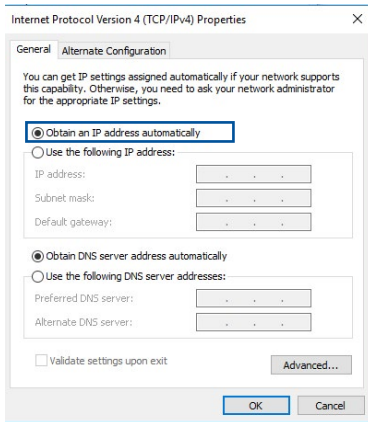 Internet Protocol Version 4 (TCP/IPv4) Properties
General
Alternate Configuration
You can get IP settings assigned automatically if your network supports
this capability. Otherwise, you need to ask your network administrator
for the appropriate IP settings.
Obtain an IP address automatically
Use the following IP address:
IP address:
Subnet mask:
Default gateway:
Obtain DNS server address automatically
Use the following DNS server addresses:
Preferred DNS server:
Alternate DNS server:
Validate settings upon exit
Advanced...
OK
Cancel